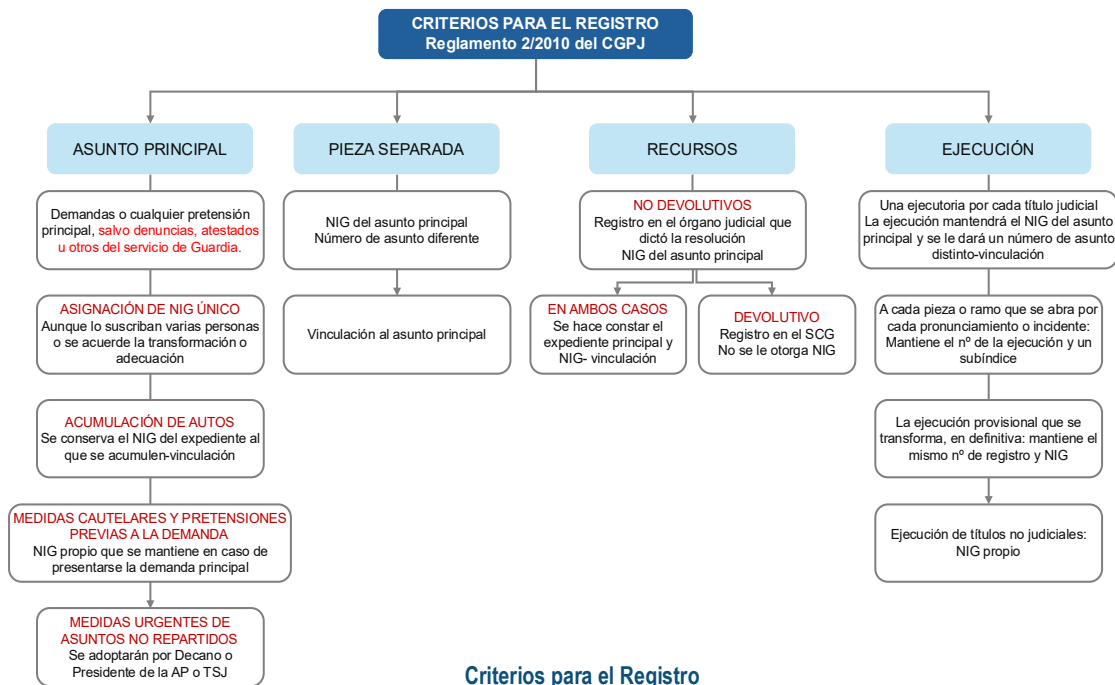 CRITERIOS PARA EL REGISTRO
Reglamento 2/2010 del CGPJ
ASUNTO PRINCIPAL
Demandas o cualquier pretensión
principal, salvo denuncias, atestados
u otros del servicio de Guardia.
ASIGNACIÓN DE NIG ÚNICO
Aunque lo suscriban varias personas
o se acuerde la transformación o
adecuación
ACUMULACIÓN DE AUTOS
Se conserva el NIG del expediente al
que se acumulen-vinculación
MEDIDAS CAUTELARES Y PRETENSIONES
PREVIAS A LA DEMANDA
NIG propio que se mantiene en caso de
presentarse la demanda principal
MEDIDAS URGENTES DE
ASUNTOS NO REPARTIDOS
Se adoptarán por Decano o
Presidente de la AP o TSJ
PIEZA SEPARADA
NIG del asunto principal
Número de asunto diferente
Vinculación al asunto principal
RECURSOS
NO DEVOLUTIVOS
Registro en el órgano judicial que
dictó la resolución
NIG del asunto principal
EN AMBOS CASOS
Se hace constar el
expediente principal y
NIG- vinculación
DEVOLUTIVO
Registro en el SCG
No se le otorga NIG
EJECUCIÓN
Una ejecutoria por cada título judicial
La ejecución mantendrá el NIG del asunto
principal y se le dará un número de asunto
distinto-vinculación
A cada pieza o ramo que se abra por
cada pronunciamiento o incidente:
Mantiene el nº de la ejecución y un
subíndice
La ejecución provisional que se
transforma, en definitiva: mantiene el
mismo nº de registro y NIG
Ejecución de títulos no judiciales:
NIG propio
Criterios para el Registro